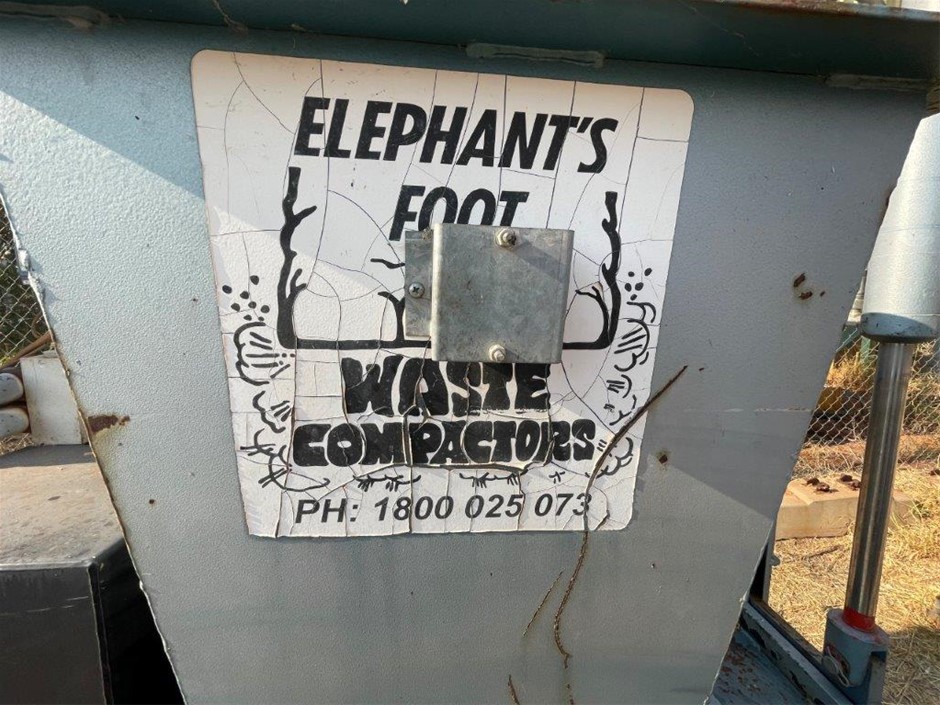 ELEPHANT'S
FOOT
WASTE
COMPACTORS
PH: 1800 025 073